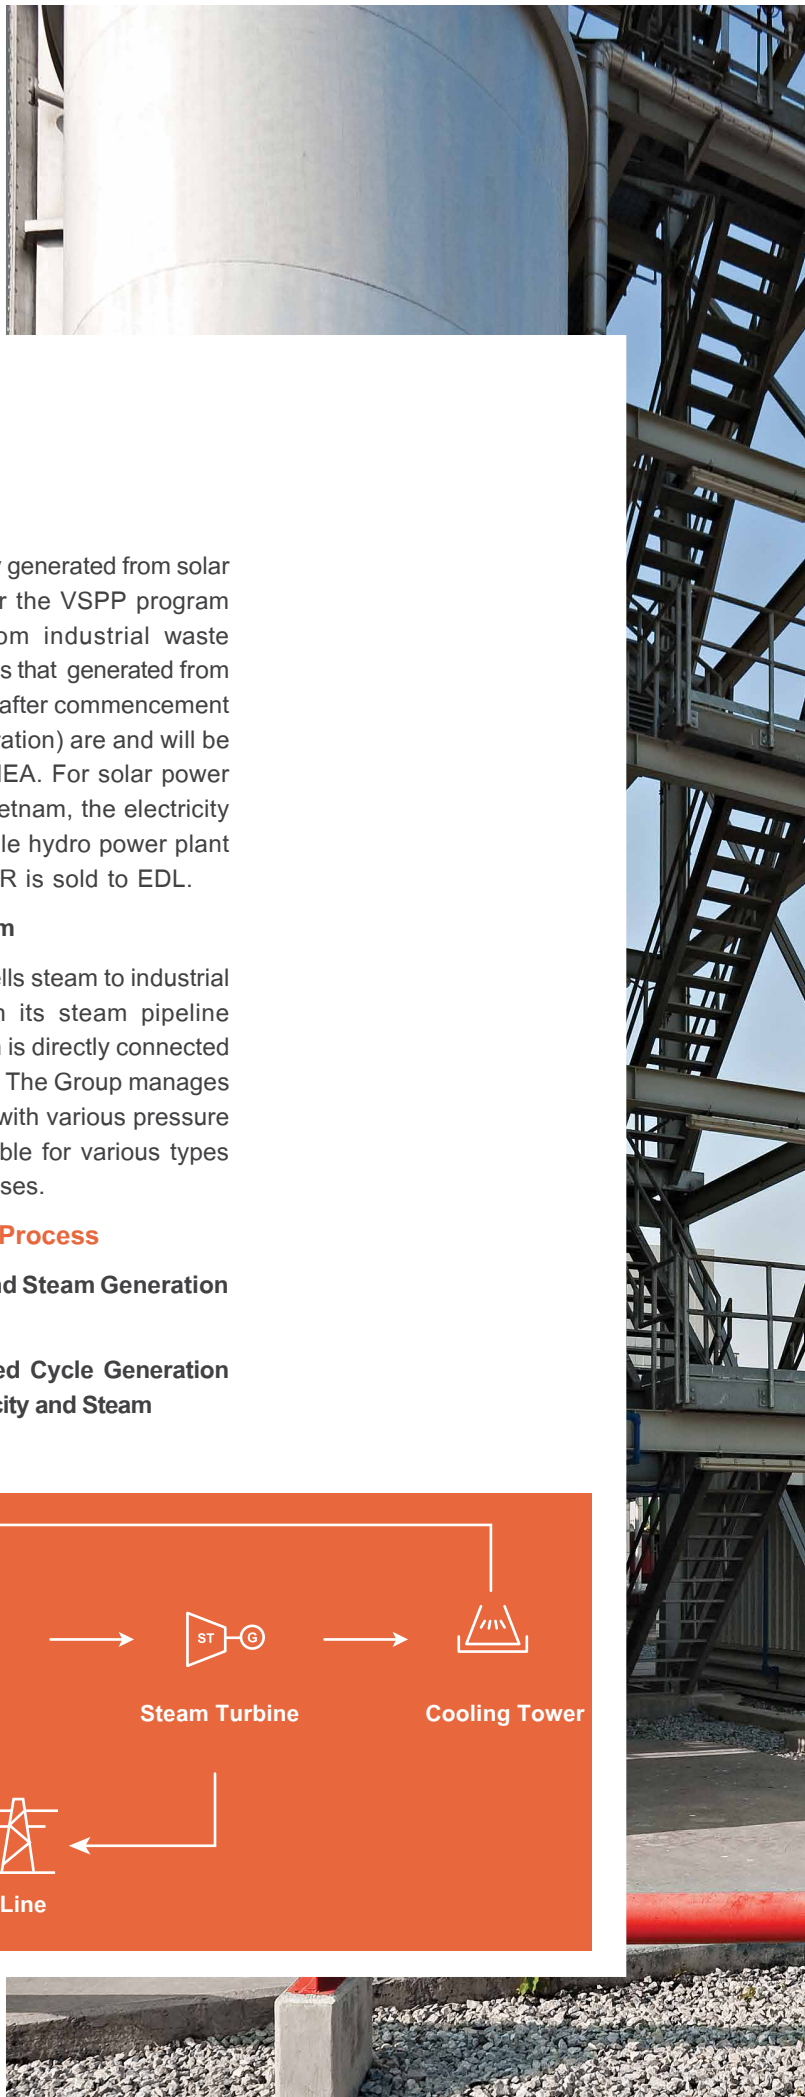 generated from solar
the VSPP program
industrial waste
s that generated from
after commencement
ration) are and will be
EA. For solar power
etnam, the electricity
le hydro power plant
R is sold to EDL.
m
lls steam to industrial
its steam pipeline
is directly connected
The Group manages
with various pressure
ble for various types
ses.
Process
nd Steam Generation
ed Cycle Generation
city and Steam
ST G
Steam Turbine Cooling Tower
Line